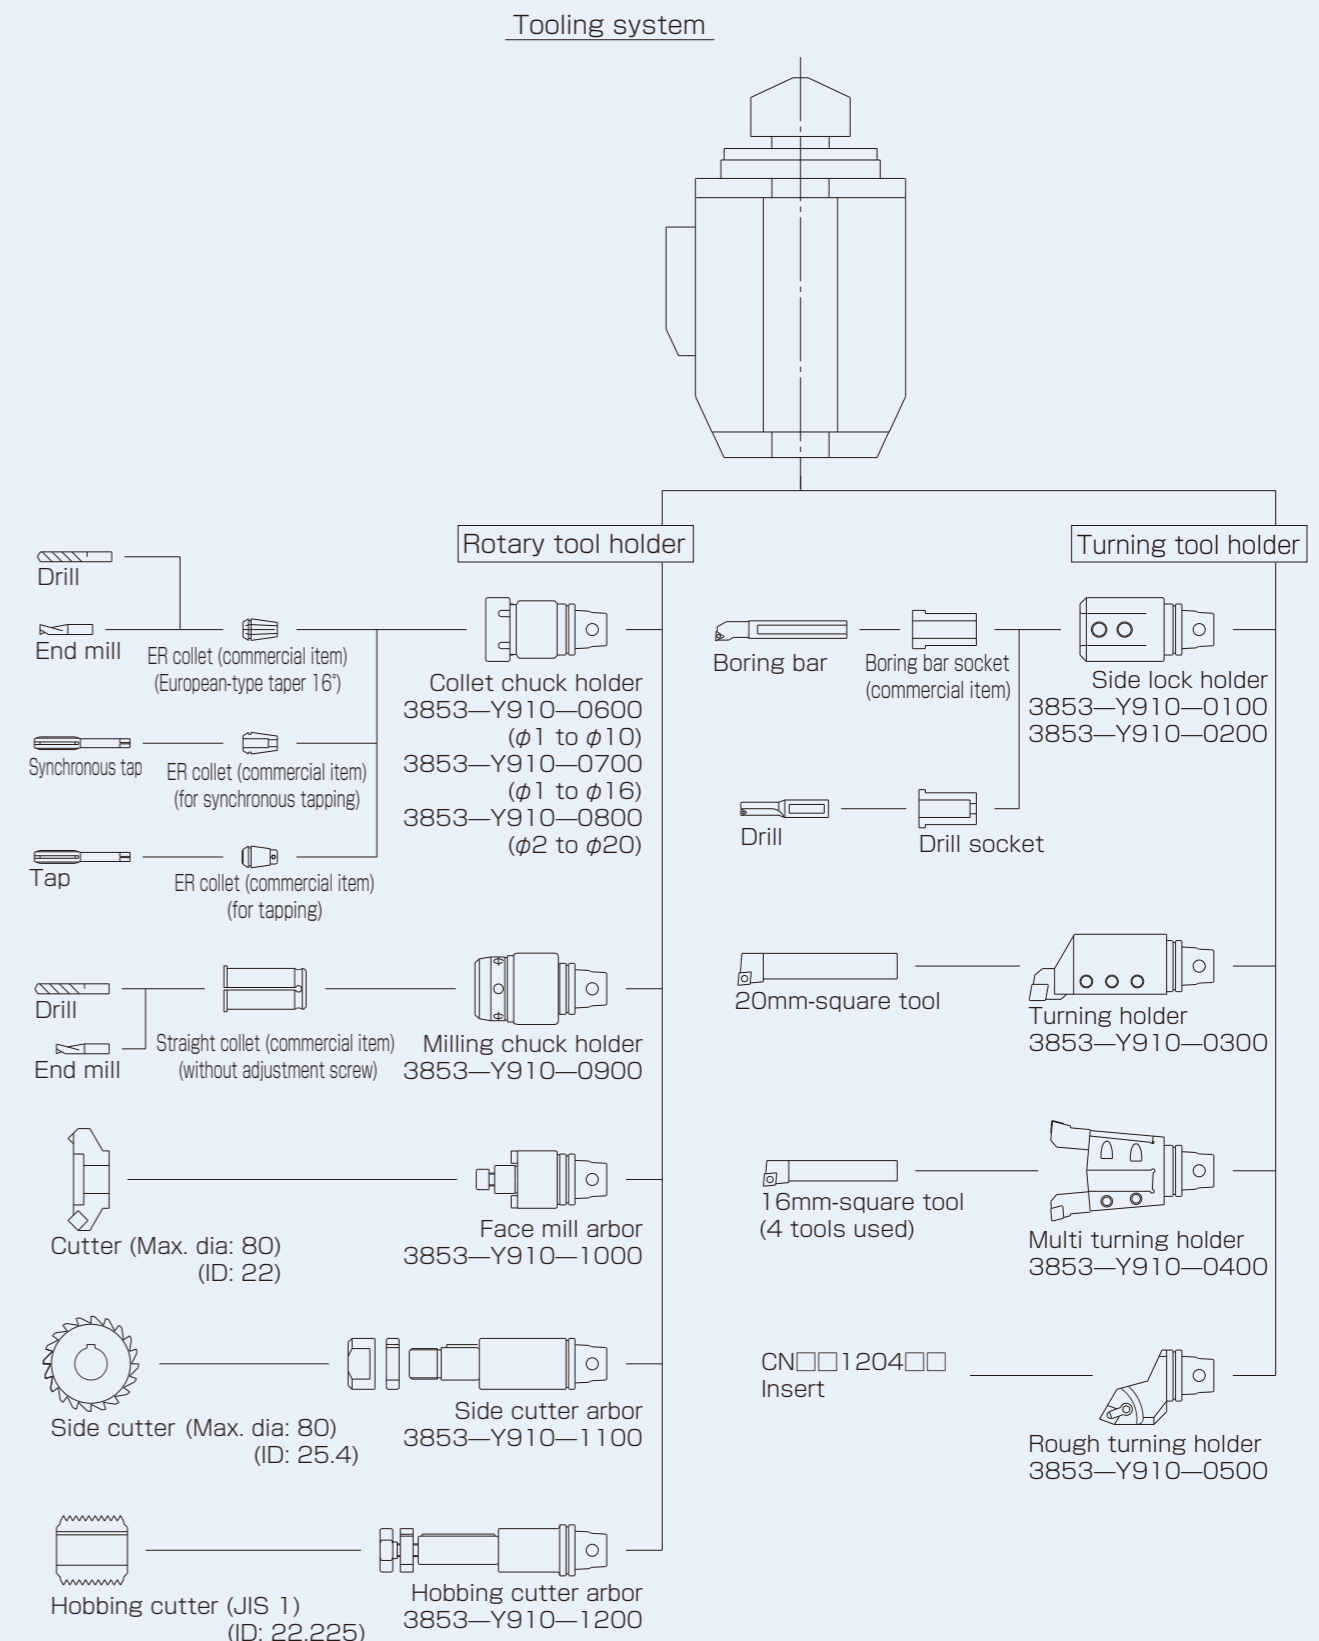 Tooling system
Rotary tool holder
Drill
End mill
ER collet (commercial item)
(European-type taper 16°)
Collet chuck holder
3853—Y910—0600
(φ1 to φ10)
3853—Y910—0700
(φ1 to φ16)
3853—Y910—0800
(φ2 to φ20)
Synchronous tap
ER collet (commercial item)
(for synchronous tapping)
Tap
ER collet (commercial item)
(for tapping)
Drill
End mill
Straight collet (commercial item)
(without adjustment screw)
Milling chuck holder
3853—Y910—0900
Cutter (Max. dia: 80)
(ID: 22)
Face mill arbor
3853—Y910—1000
Side cutter (Max. dia: 80)
(ID: 25.4)
Side cutter arbor
3853—Y910—1100
Hobbing cutter (JIS 1)
(ID: 22.225)
Hobbing cutter arbor
3853—Y910—1200
Turning tool holder
Boring bar
Boring bar socket
(commercial item)
Side lock holder
3853—Y910—0100
3853—Y910—0200
Drill
Drill socket
20mm-square tool
Turning holder
3853—Y910—0300
16mm-square tool
(4 tools used)
Multi turning holder
3853—Y910—0400
CN□□1204□□
Insert
Rough turning holder
3853—Y910—0500